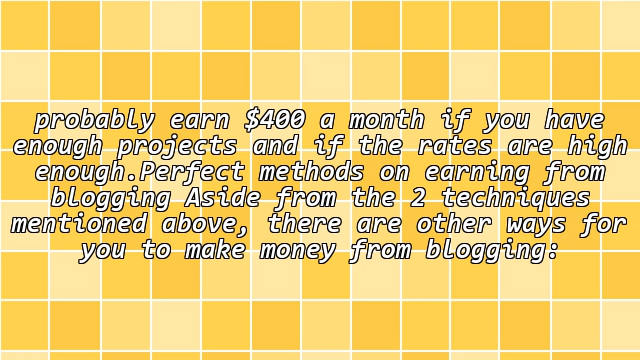 probably earn $400 a month if you have
enough projects and if the rates are high
enough.Perfect methods on earning from
blogging Aside from the 2 techniques
mentioned above, there are other ways for
you to make money from blogging: